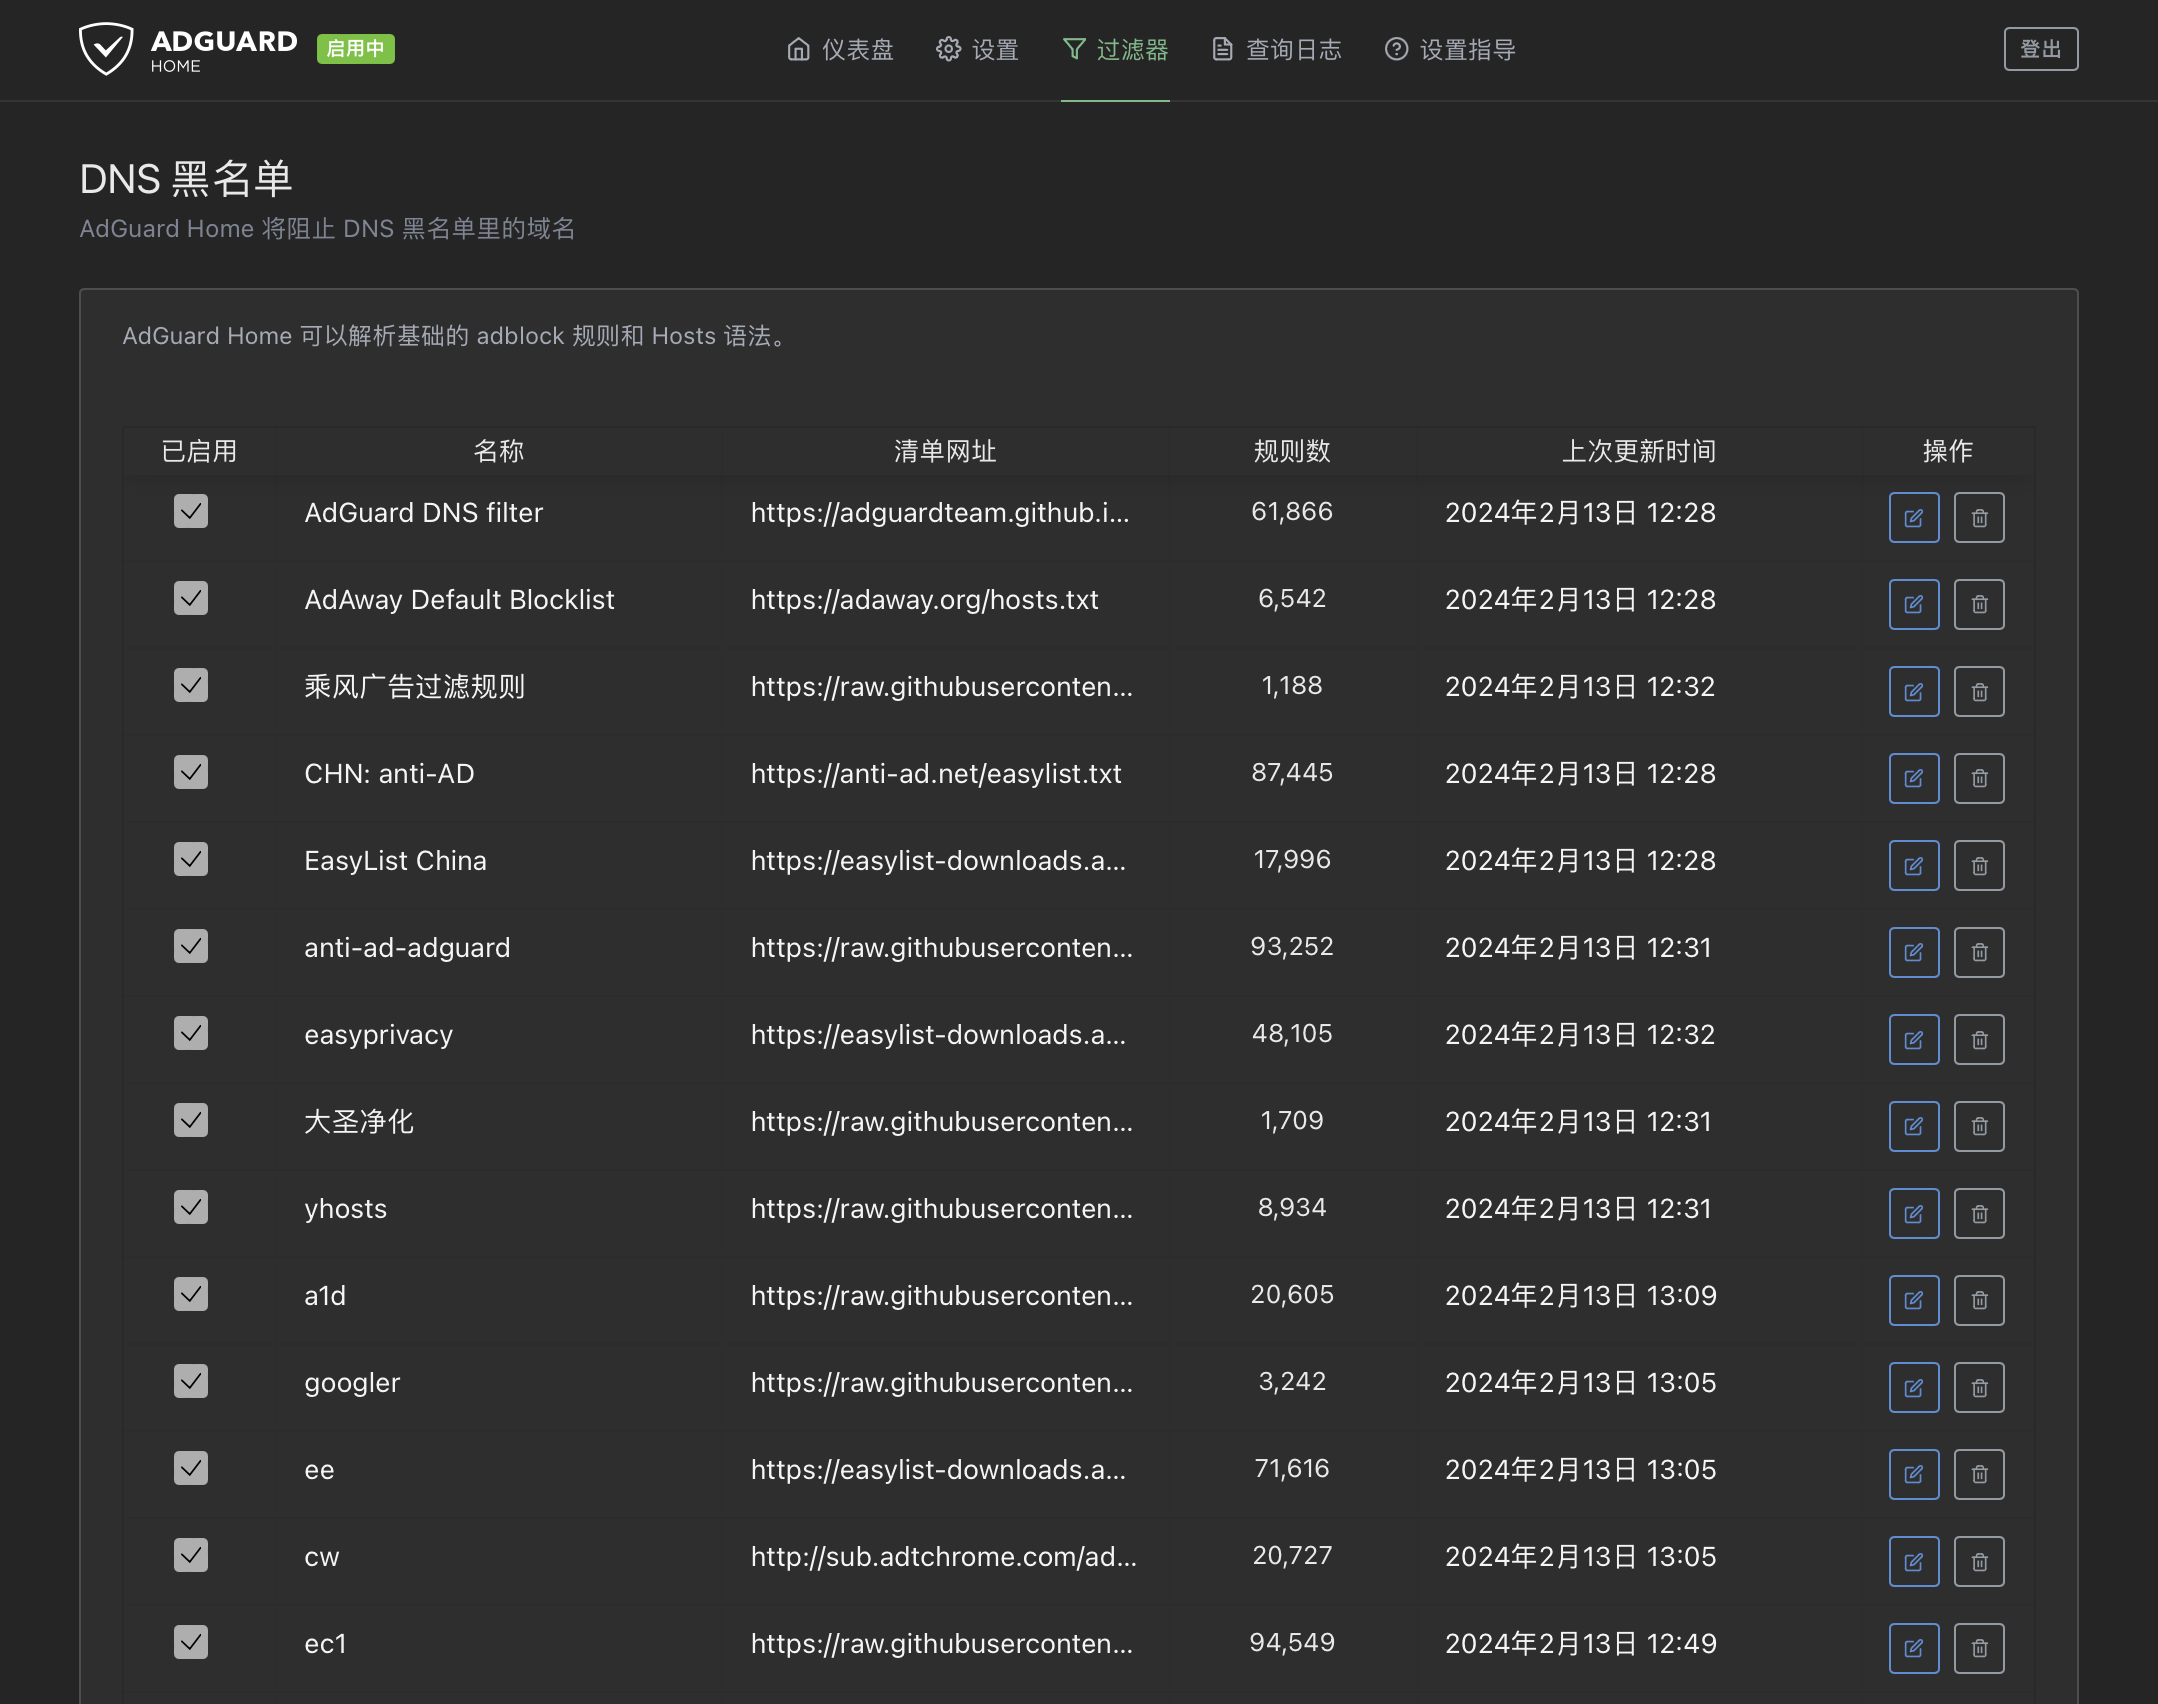 ADGUARD
HOME
启用中
仪表盘 设置 过滤器 查询日志 设置指导 登出
DNS 黑名单
AdGuard Home 将阻止 DNS 黑名单里的域名
AdGuard Home 可以解析基础的 adblock 规则和 Hosts 语法。
已启用 名称 清单网址 规则数 上次更新时间 操作
AdGuard DNS filter https://adguardteam.github.i... 61,866 2024年2月13日 12:28
AdAway Default Blocklist https://adaway.org/hosts.txt 6,542 2024年2月13日 12:28
乘风广告过滤规则 https://raw.githubuserconten... 1,188 2024年2月13日 12:32
CHN: anti-AD https://anti-ad.net/easylist.txt 87,445 2024年2月13日 12:28
EasyList China https://easylist-downloads.a... 17,996 2024年2月13日 12:28
anti-ad-adguard https://raw.githubuserconten... 93,252 2024年2月13日 12:31
easyprivacy https://easylist-downloads.a... 48,105 2024年2月13日 12:32
大圣净化 https://raw.githubuserconten... 1,709 2024年2月13日 12:31
yhosts https://raw.githubuserconten... 8,934 2024年2月13日 12:31
a1d https://raw.githubuserconten... 20,605 2024年2月13日 13:09
googler https://raw.githubuserconten... 3,242 2024年2月13日 13:05
ee https://easylist-downloads.a... 71,616 2024年2月13日 13:05
cw http://sub.adtchrome.com/ad... 20,727 2024年2月13日 13:05
ec1 https://raw.githubuserconten... 94,549 2024年2月13日 12:49